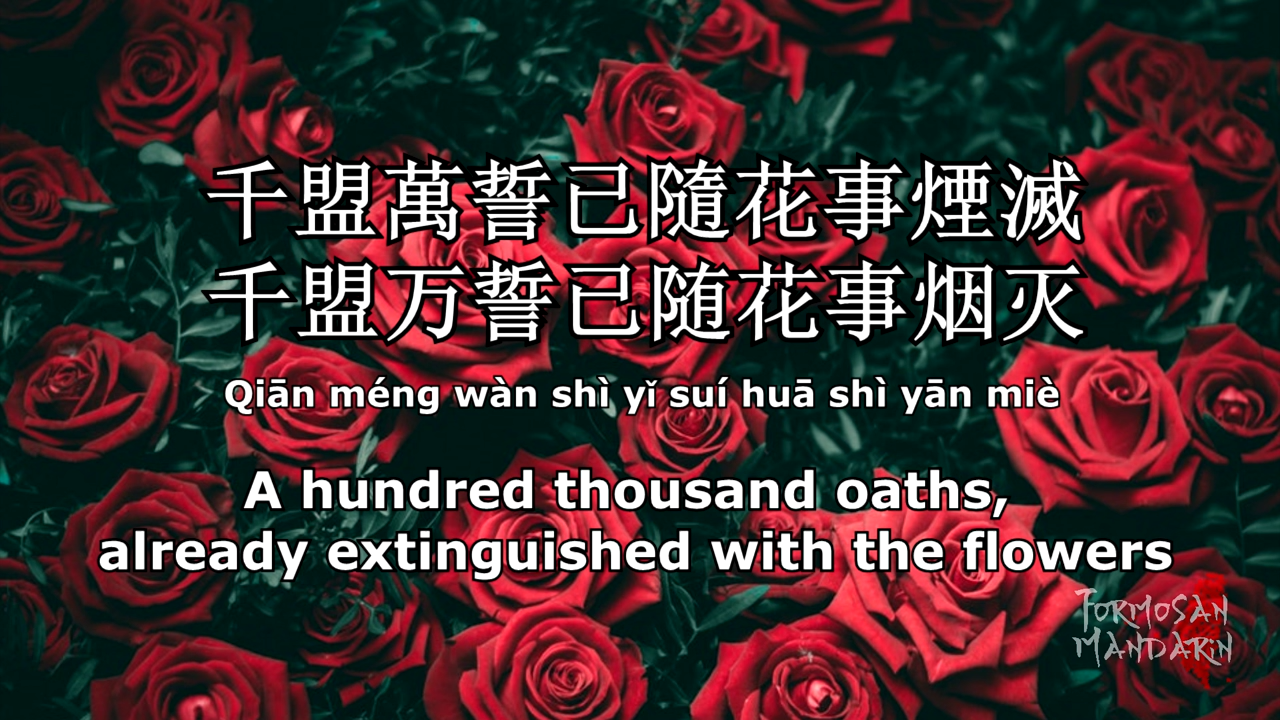 千盟萬誓已隨花事煙滅
千盟万誓已随花事烟灭
Qiān méng wàn shì yǐ suí huā shì yān miè
A hundred thousand oaths,
already extinguished with the flowers
FORMOSAN
MANDARIN